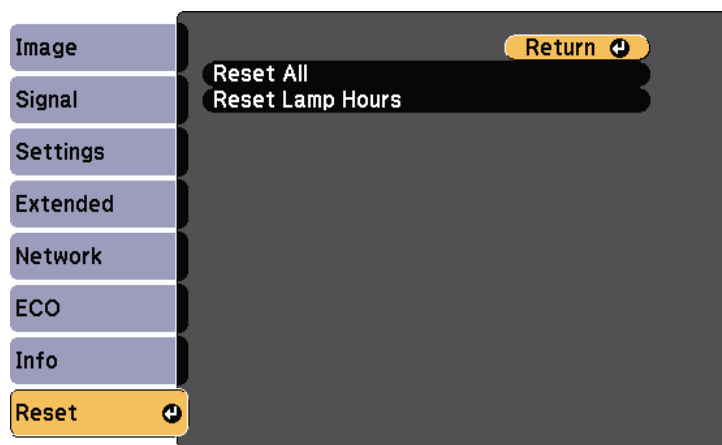 Image
Signal
Settings
Extended
Network
ECO
Info
Reset
Return
Reset All
Reset Lamp Hours